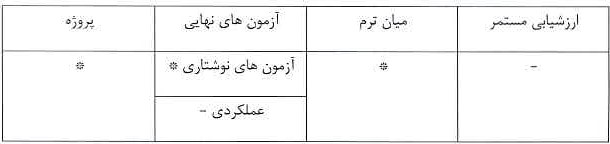 ارزشیابی مستمر	میان ترم	آزمون های نهایی	پروژه
-	*	آزمون های نوشتاری *	*
عملکردی -